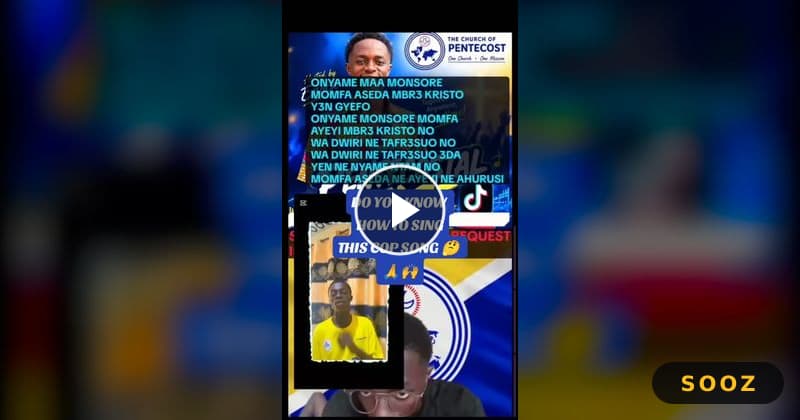 THE CHURCH OF
PENTECOST
One Church - One Mission
ONYAME MAA MONSORE
MOMFA ASEDA MBR3 KRISTO
Y3N GYEFO
ONYAME MONSORE MOMFA
AYEYI MBR3 KRISTO NO
WA DWIRI NE TAFR3SUO NO
WA DWIRI NE TAFR3SUO 3DA
YEN NE NYAME NTAM NO
MOMFA ASEDA NE AYEYI NE AHURUSI
DO YOU KNOW
HOW TO SING
THIS COP SONG 🤔
🙏🙌
REQUEST
SOOZ